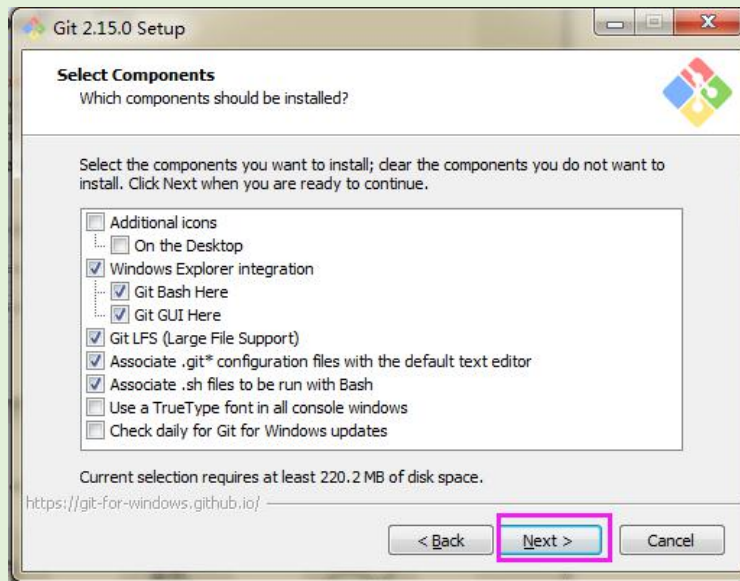 Git 2.15.0 Setup
Select Components
Which components should be installed?
Select the components you want to install; clear the components you do not want to
install. Click Next when you are ready to continue.
Additional icons
On the Desktop
Windows Explorer integration
Git Bash Here
Git GUI Here
Git LFS (Large File Support)
Associate .git* configuration files with the default text editor
Associate .sh files to be run with Bash
Use a TrueType font in all console windows
Check daily for Git for Windows updates
Current selection requires at least 220.2 MB of disk space.
https://git-for-windows.github.io/
< Back Next > Cancel